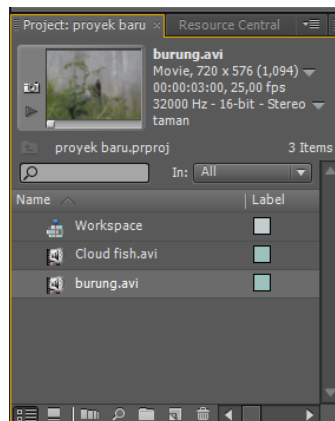 Project: proyek baru × Resource Central
burung.avi
Movie, 720 x 576 (1,094)
00:00:03:00, 25,00 fps
32000 Hz - 16-bit - Stereo
taman
proyek baru.prproj 3 Items
In: All
Name Label
Workspace
Cloud fish.avi
burung.avi